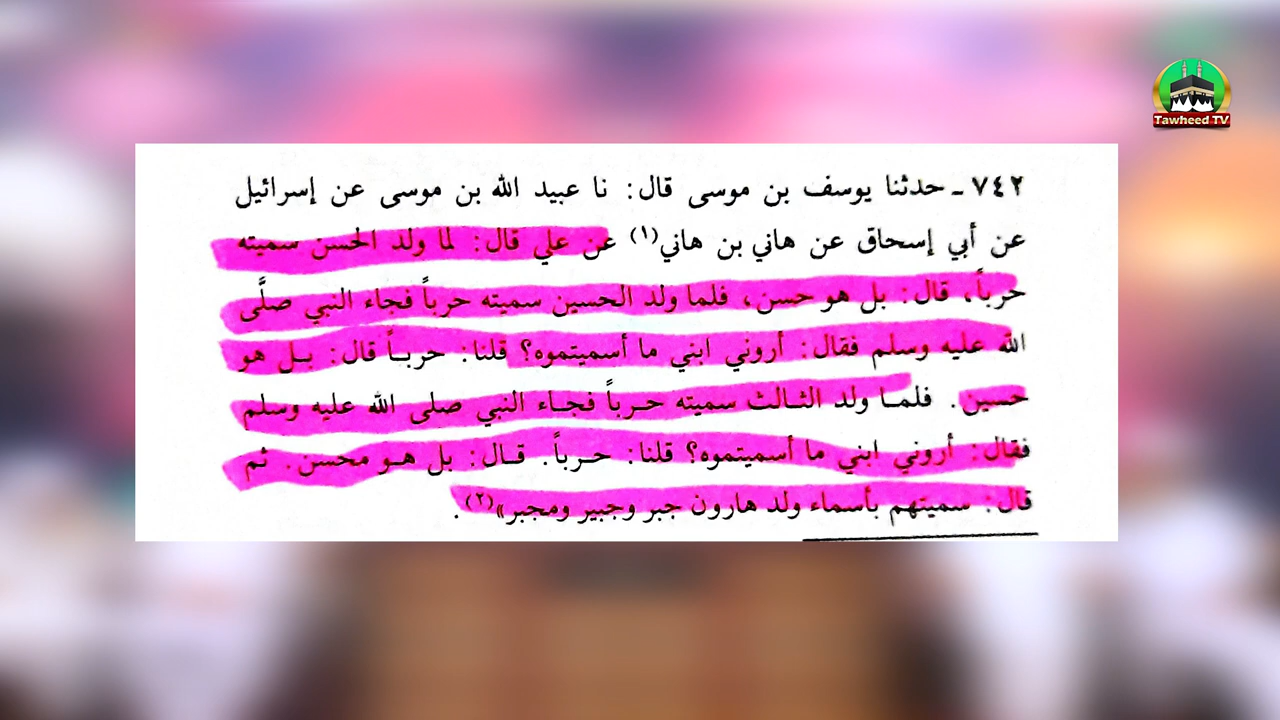 Tawheed TV
٧٤٢ ـ حدثنا يوسف بن موسى قال: نا عبيد الله بن موسى عن إسرائيل
عن أبي إسحاق عن هاني بن هاني(١) عن علي قال: لما ولد الحسن سميته
حرباً، قال: بل هو حسن، فلما ولد الحسين سميته حرباً فجاء النبي صلَّى
الله عليه وسلم فقال: أروني ابني ما أسميتموه؟ قلنا: حرباً قال: بل هو
حسين. فلما ولد الثالث سميته حرباً فجاء النبي صلى الله عليه وسلم
فقال: أروني ابني ما أسميتموه؟ قلنا: حرباً. قال: بل هو محسن. ثم
قال: سميتهم بأسماء ولد هارون جبر وجبير ومجبر»(٢).